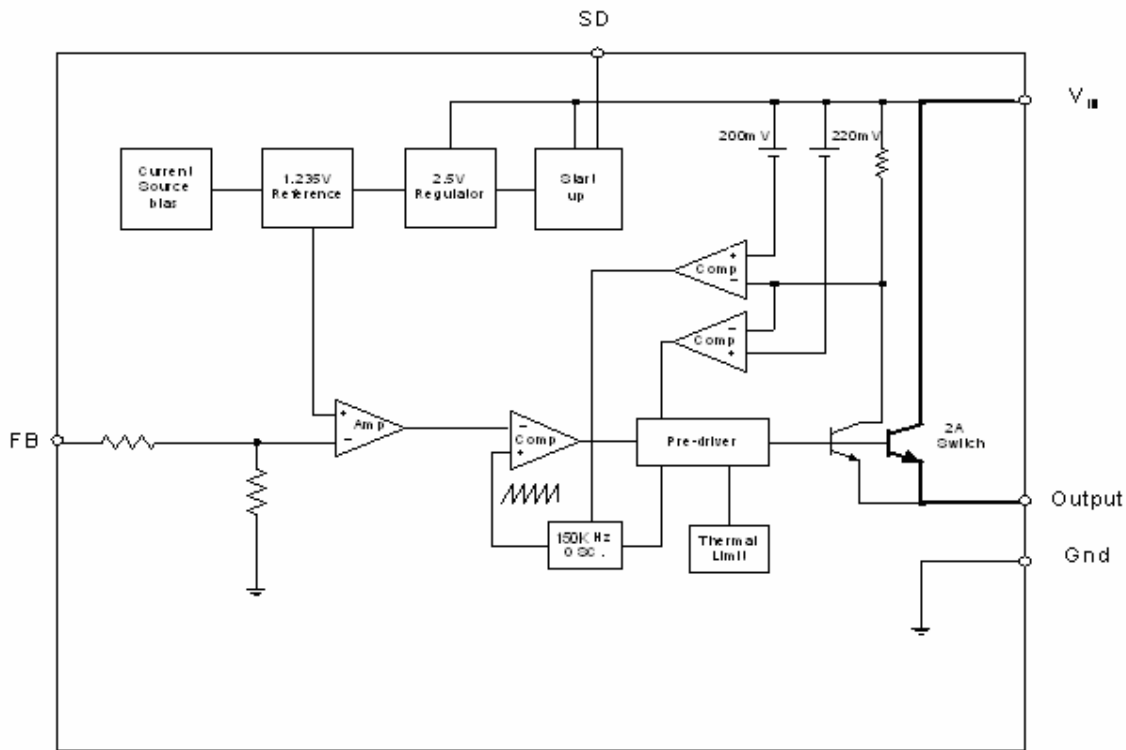 SD
V_IN
200mV
220mV
Current
Source
bias
1.235V
Reference
2.5V
Regulator
Start
up
+
Comp
−
−
Comp
+
+
Amp
−
−
Comp
+
FB
Pre-driver
2A
Switch
Output
150KHz
OSC.
Thermal
Limit
Gnd